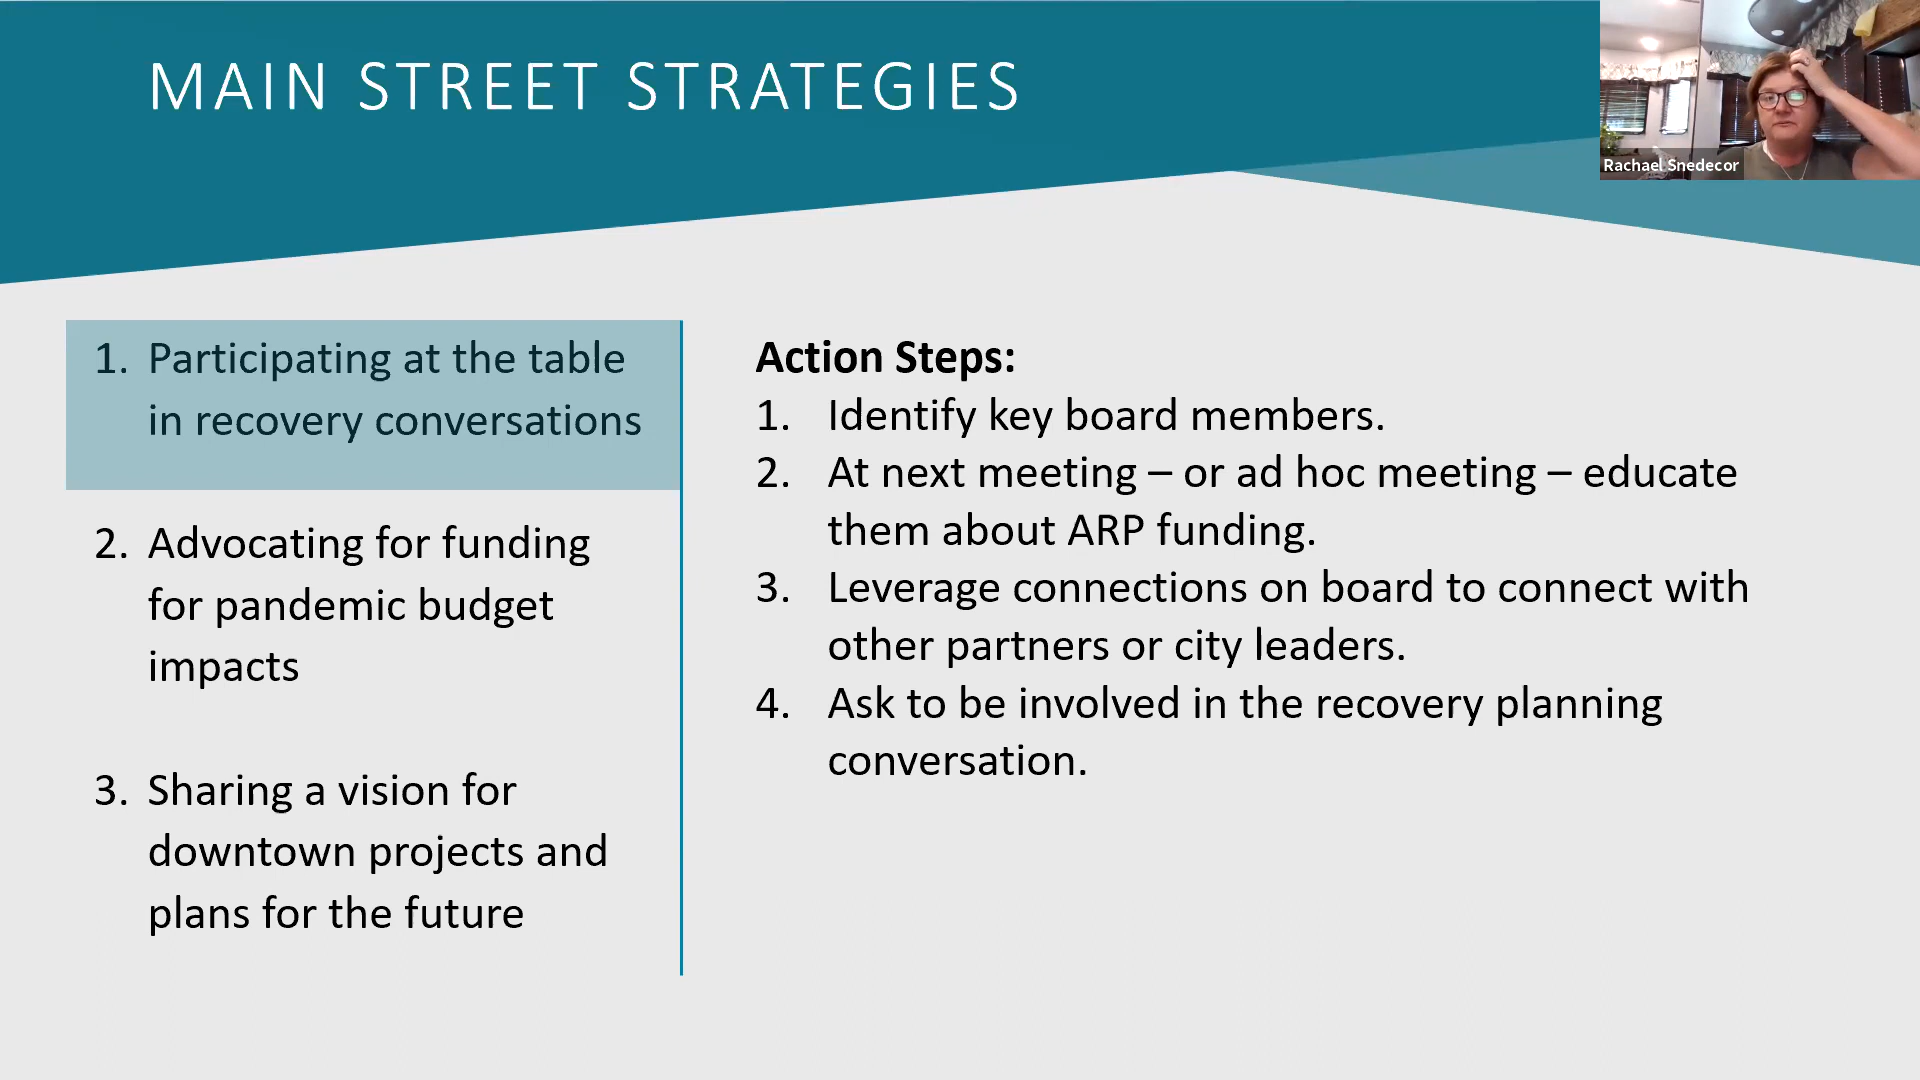 MAIN STREET STRATEGIES
Rachael Snedecor
1. Participating at the table
in recovery conversations
2. Advocating for funding
for pandemic budget
impacts
3. Sharing a vision for
downtown projects and
plans for the future
Action Steps:
1. Identify key board members.
2. At next meeting – or ad hoc meeting – educate
them about ARP funding.
3. Leverage connections on board to connect with
other partners or city leaders.
4. Ask to be involved in the recovery planning
conversation.